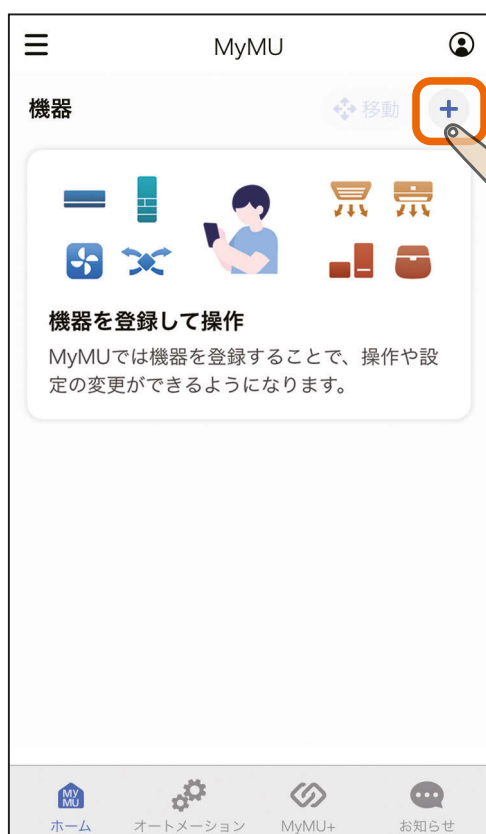 MyMU
機器
移動
機器を登録して操作
MyMUでは機器を登録することで、操作や設
定の変更ができるようになります。
MY
MU
ホーム
オートメーション
MyMU+
お知らせ